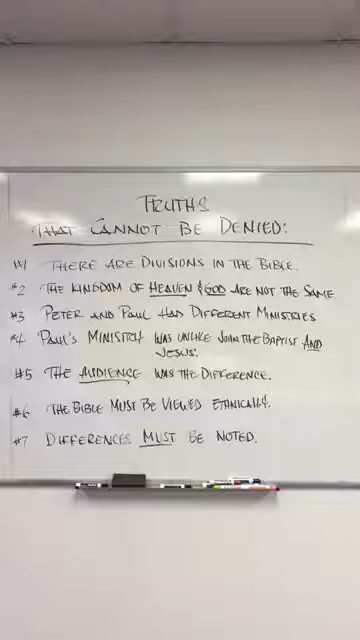 TRUTHS
THAT CANNOT BE DENIED:
#1 THERE ARE DIVISIONS IN THE BIBLE.
#2 THE KINGDOM OF HEAVEN & GOD ARE NOT THE SAME
#3 PETER AND PAUL HAD DIFFERENT MINISTRIES
#4 PAUL'S MINISITCH WAS UNLIKE JOHN THE BAPTIST AND
JESUS'.
#5 THE AUDIENCE WAS THE DIFFERENCE.
#6 THE BIBLE MUST BE VIEWED ETHNICALLY.
#7 DIFFERENCES MUST BE NOTED.